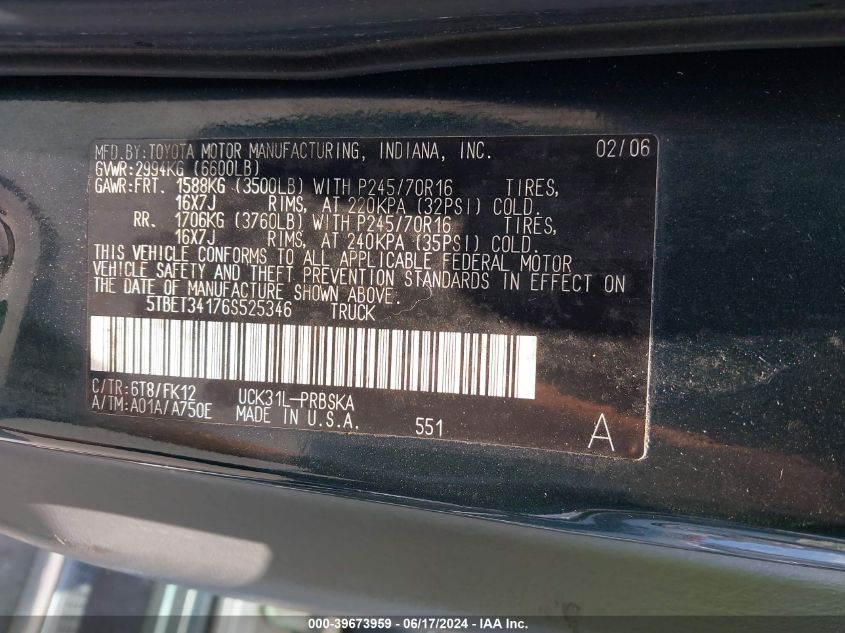 MFD.BY:TOYOTA MOTOR MANUFACTURING, INDIANA, INC. 02/06
GVWR:2994KG (6600LB)
GAWR:FRT. 1588KG (3500LB) WITH P245/70R16 TIRES,
16X7J RIMS, AT 220KPA (32PSI) COLD.
RR. 1706KG (3760LB) WITH P245/70R16 TIRES,
16X7J RIMS, AT 240KPA (35PSI) COLD.
THIS VEHICLE CONFORMS TO ALL APPLICABLE FEDERAL MOTOR
VEHICLE SAFETY AND THEFT PREVENTION STANDARDS IN EFFECT ON
THE DATE OF MANUFACTURE SHOWN ABOVE.
5TBET34176S525346 TRUCK
C/TR:6T8/FK12 UCK31L-PRBSKA
A/TM:A01A/A750E MADE IN U.S.A. 551 A
000-39673959 - 06/17/2024 - IAA Inc.